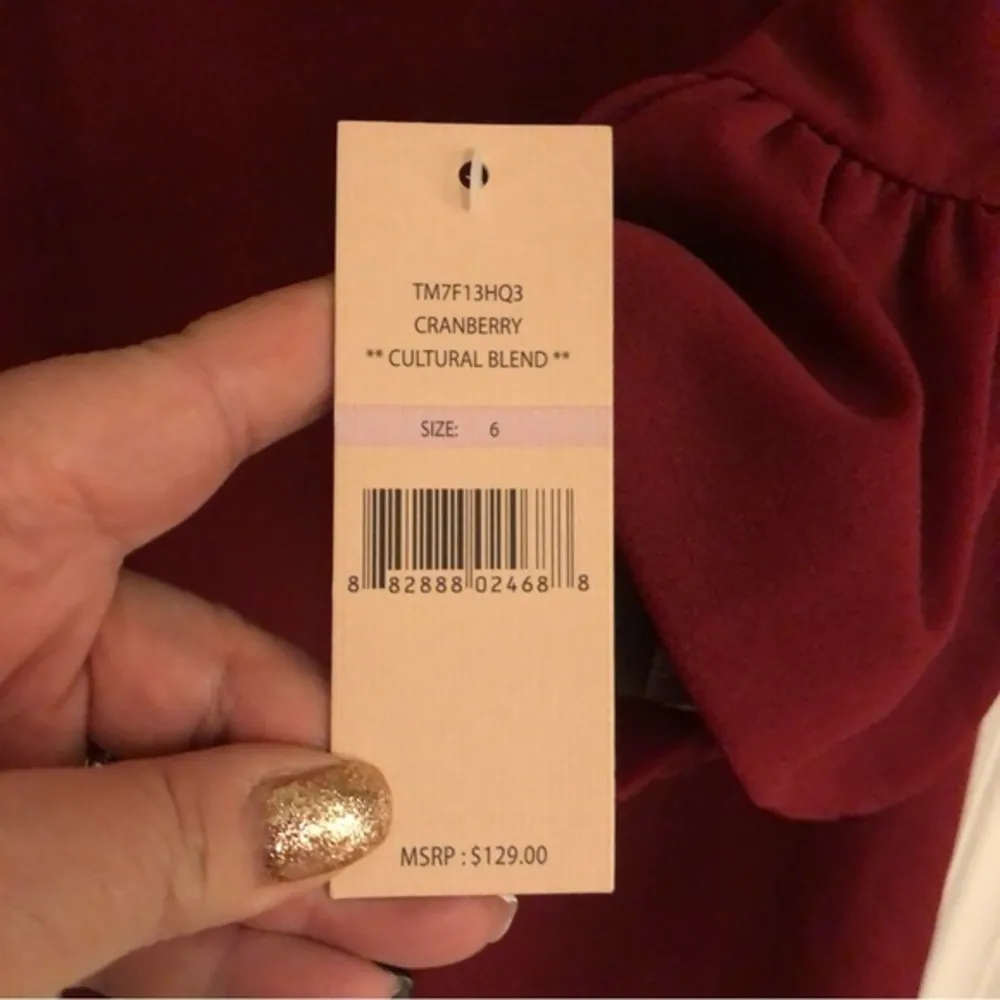 TM7F13HQ3
CRANBERRY
** CULTURAL BLEND **
SIZE: 6
8 82888 02468 8
MSRP : $129.00